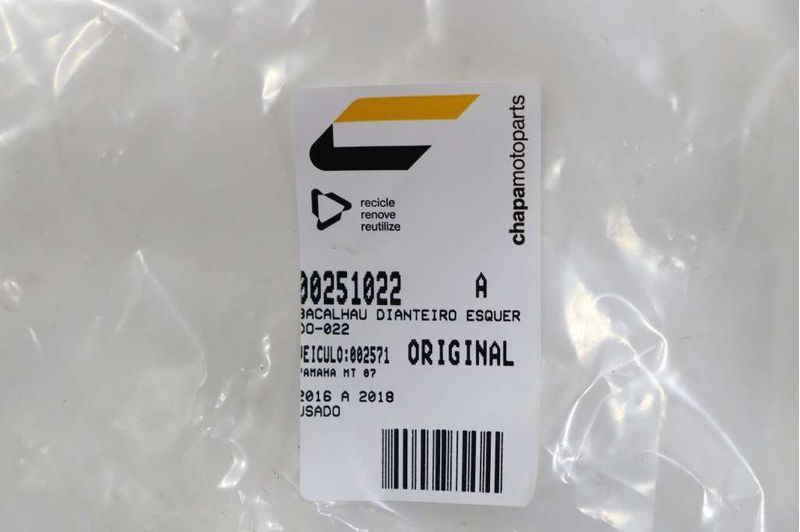 chapamotoparts
recicle
renove
reutilize
00251022 A
BACALHAU DIANTEIRO ESQUER
DO-022
VEICULO:002571 ORIGINAL
YAMAHA MT 07
2016 A 2018
USADO